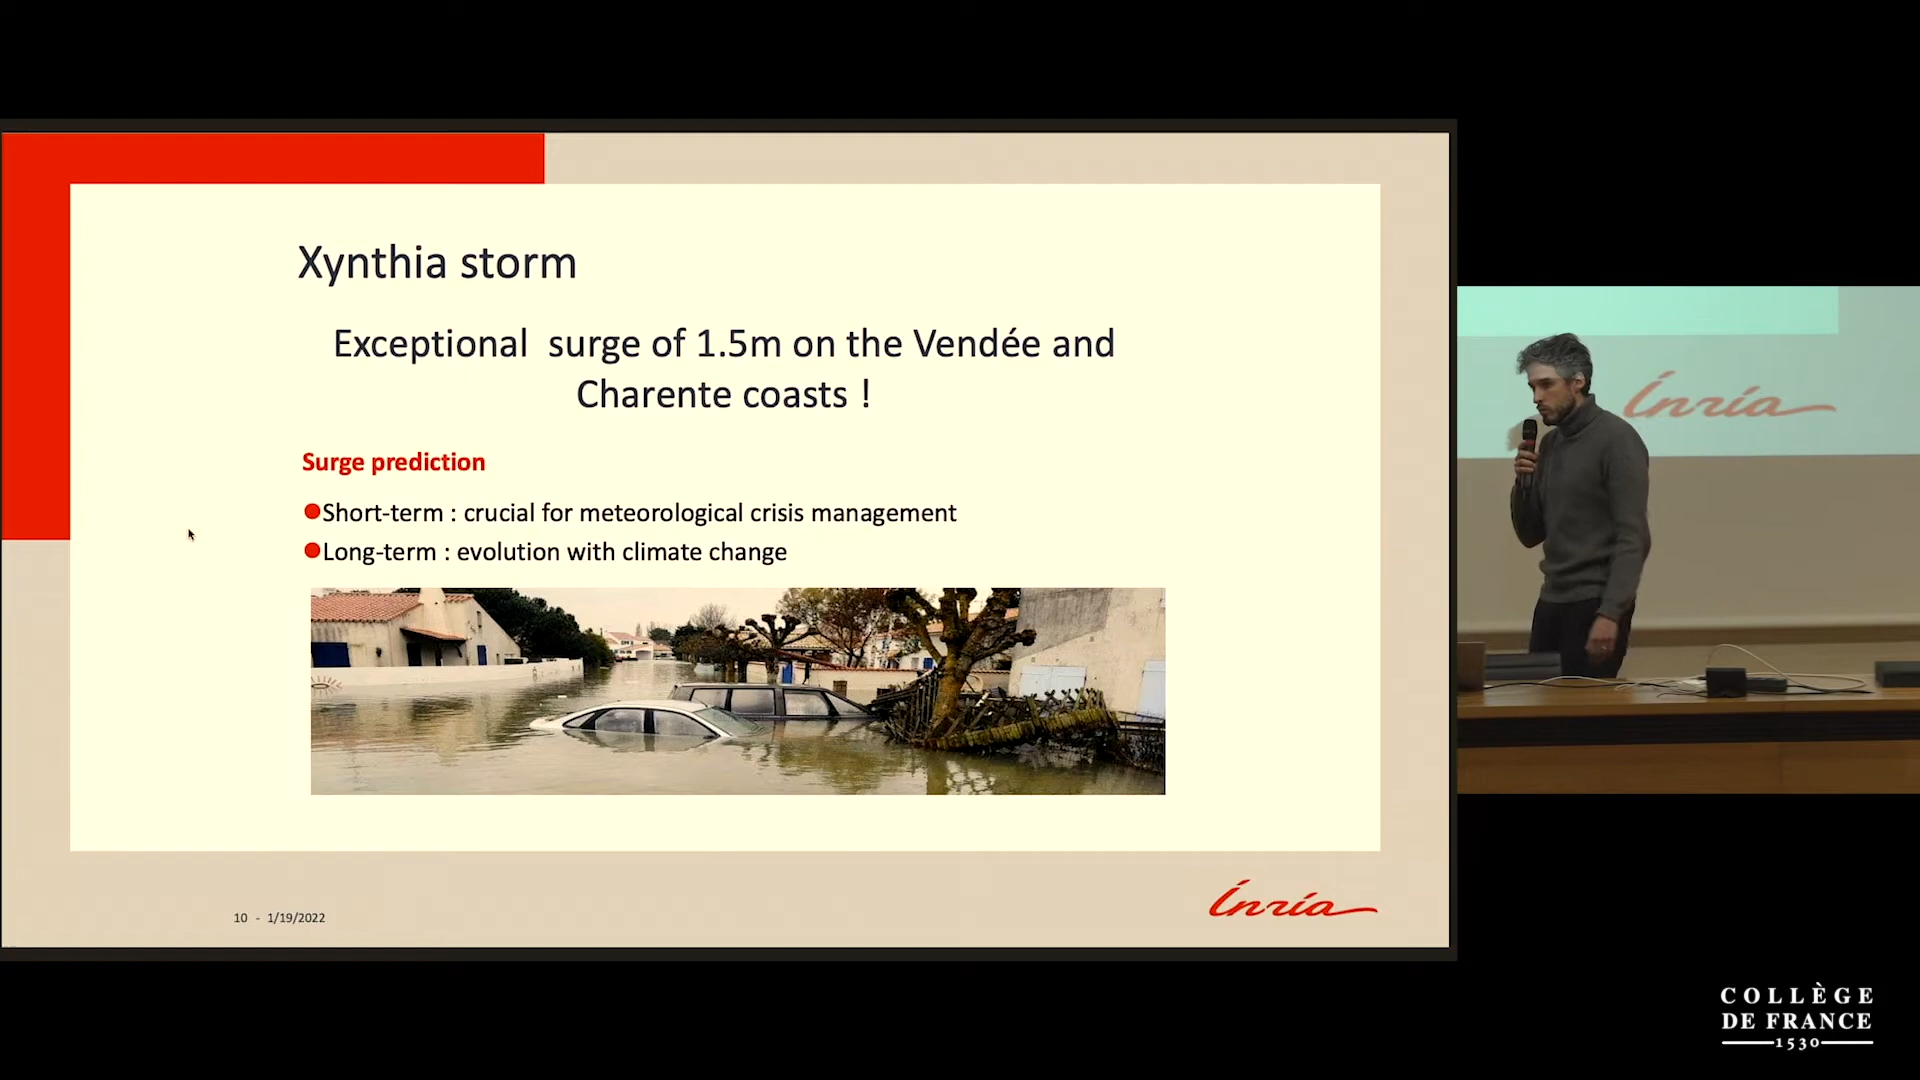 Xynthia storm
Exceptional surge of 1.5m on the Vendée and
Charente coasts !
Surge prediction
●Short-term : crucial for meteorological crisis management
●Long-term : evolution with climate change
10 - 1/19/2022
Inria
Inria
COLLÈGE
DE FRANCE
1530